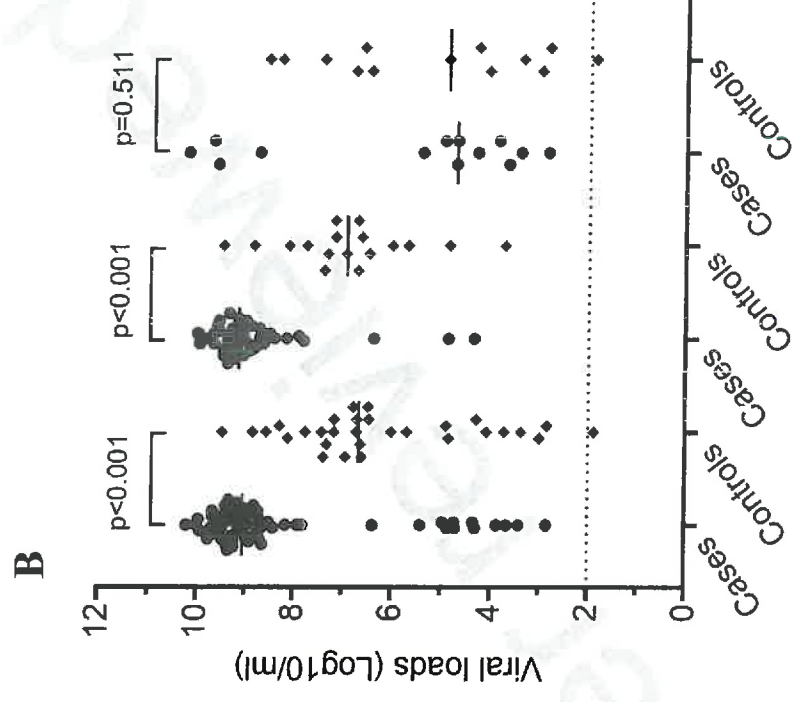 B
p<0.001
p<0.001
p=0.511
Viral loads (Log10/ml)
12
10
8
6
4
2
0
Cases
Controls
Cases
Controls
Cases
Controls